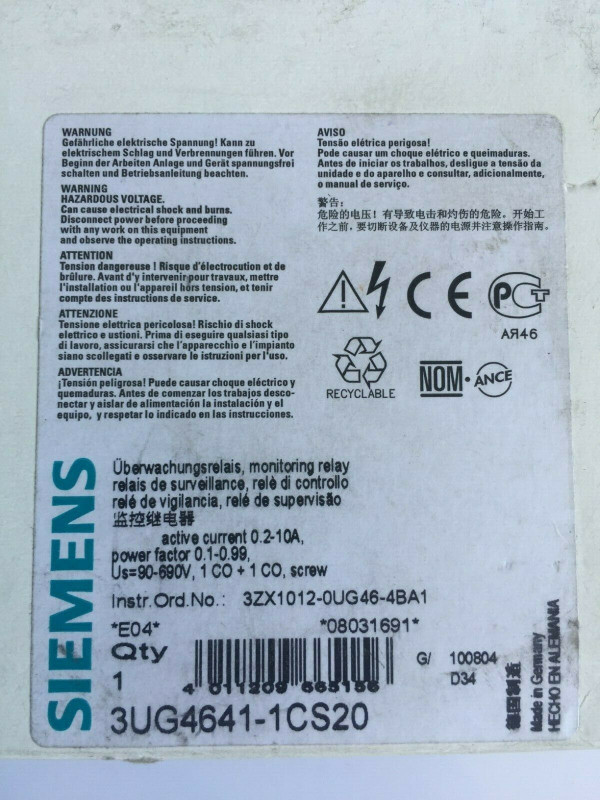 WARNUNG
Gefährliche elektrische Spannung! Kann zu
elektrischem Schlag und Verbrennungen führen. Vor
Beginn der Arbeiten Anlage und Gerät spannungsfrei
schalten und Betriebsanleitung beachten.
WARNING
HAZARDOUS VOLTAGE.
Can cause electrical shock and burns.
Disconnect power before proceeding
with any work on this equipment
and observe the operating instructions.
ATTENTION
Tension dangereuse ! Risque d'électrocution et de
brûlure. Avant d'y intervenir pour travaux, mettre
l'installation ou l'appareil hors tension, et tenir
compte des instructions de service.
ATTENZIONE
Tensione elettrica pericolosa! Rischio di shock
elettrico e ustioni. Prima di eseguire qualsiasi tipo
di lavoro, assicurarsi che l'apparecchio e l'impianto
siano scollegati e osservare le istruzioni per l'uso.
ADVERTENCIA
¡Tensión peligrosa! Puede causar choque eléctrico y
quemaduras. Antes de comenzar los trabajos desco-
nectar y aislar de alimentación la instalación y el
equipo, y respetar lo indicado en las instrucciones.
AVISO
Tensão elétrica perigosa!
Pode causar um choque elétrico e queimaduras.
Antes de iniciar os trabalhos, desligue a tensão da
unidade e do aparelho e consultar, adicionalmente,
o manual de serviço.
警告:
危险的电压! 有导致电击和灼伤的危险。开始工
作之前,要切断设备及仪器的电源并注意操作指南。
CE
PCT
АЯ46
RECYCLABLE
NOM
ANCE
SIEMENS
Überwachungsrelais, monitoring relay
relais de surveillance, relè di controllo
relé de vigilancia, relé de supervisão
监控继电器
active current 0.2-10A,
power factor 0.1-0.99,
Us=90-690V, 1 CO + 1 CO, screw
Instr.Ord.No.: 3ZX1012-0UG46-4BA1
*E04* *08031691*
Qty
1
4 011209 665156
G/ 100804
D34
3UG4641-1CS20
德国制造
Made in Germany
HECHO EN ALEMANIA